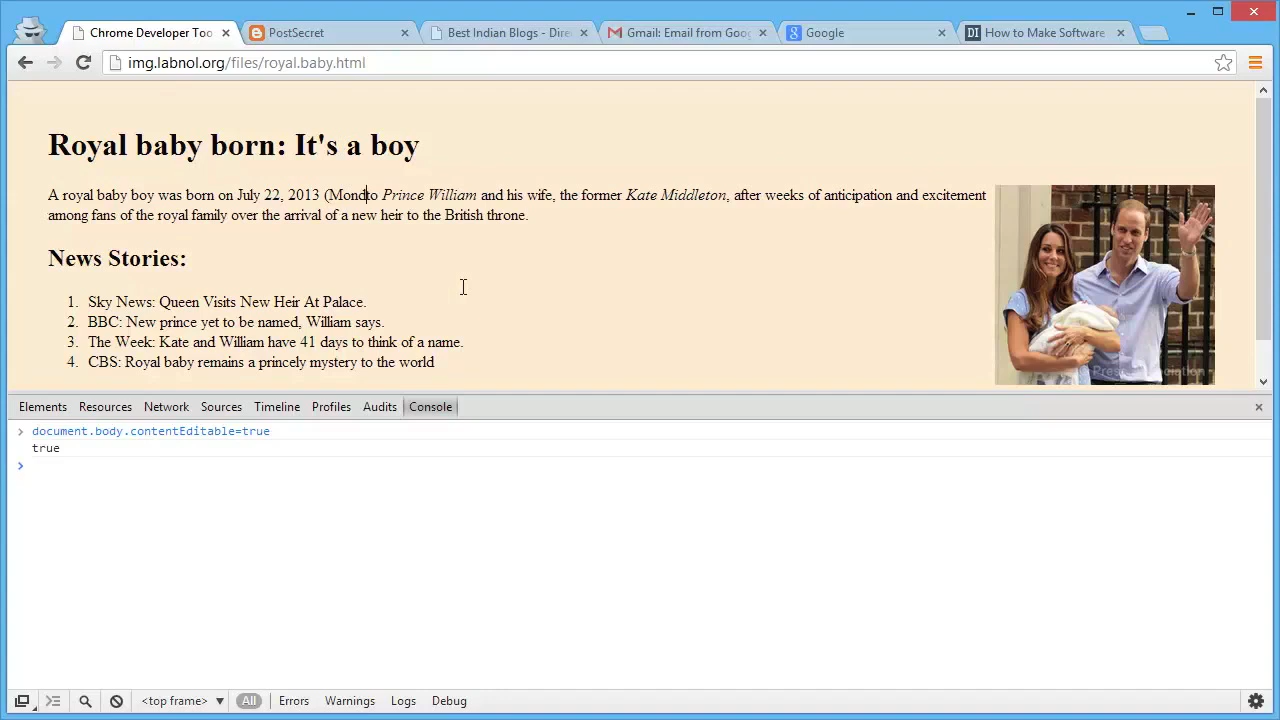 Chrome Developer Too
PostSecret
Best Indian Blogs - Dire
Gmail: Email from Goog
Google
DI How to Make Software
img.labnol.org/files/royal.baby.html
Royal baby born: It's a boy
A royal baby boy was born on July 22, 2013 (Mondto Prince William and his wife, the former Kate Middleton, after weeks of anticipation and excitement
among fans of the royal family over the arrival of a new heir to the British throne.
News Stories:
1. Sky News: Queen Visits New Heir At Palace.
2. BBC: New prince yet to be named, William says.
3. The Week: Kate and William have 41 days to think of a name.
4. CBS: Royal baby remains a princely mystery to the world
Press Association
Elements Resources Network Sources Timeline Profiles Audits Console
document.body.contentEditable=true
true
<top frame> All Errors Warnings Logs Debug